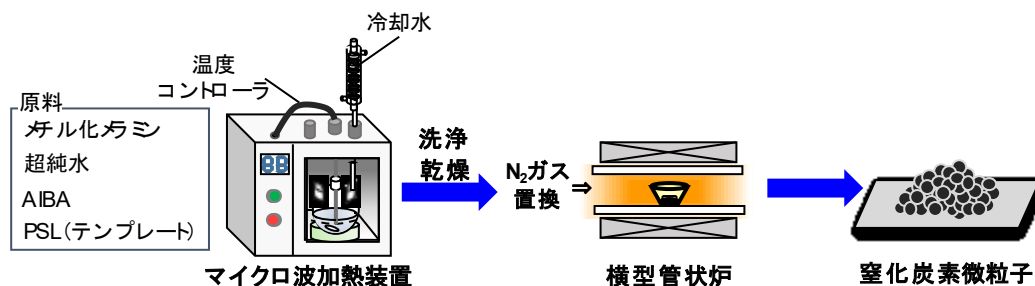 冷却水
温度
コントローラ
原料
メチル化メラミン
超純水
AIBA
PSL(テンプレート)
88
洗浄
乾燥
N₂ガス
置換
⇒
マイクロ波加熱装置
横型管状炉
窒化炭素微粒子